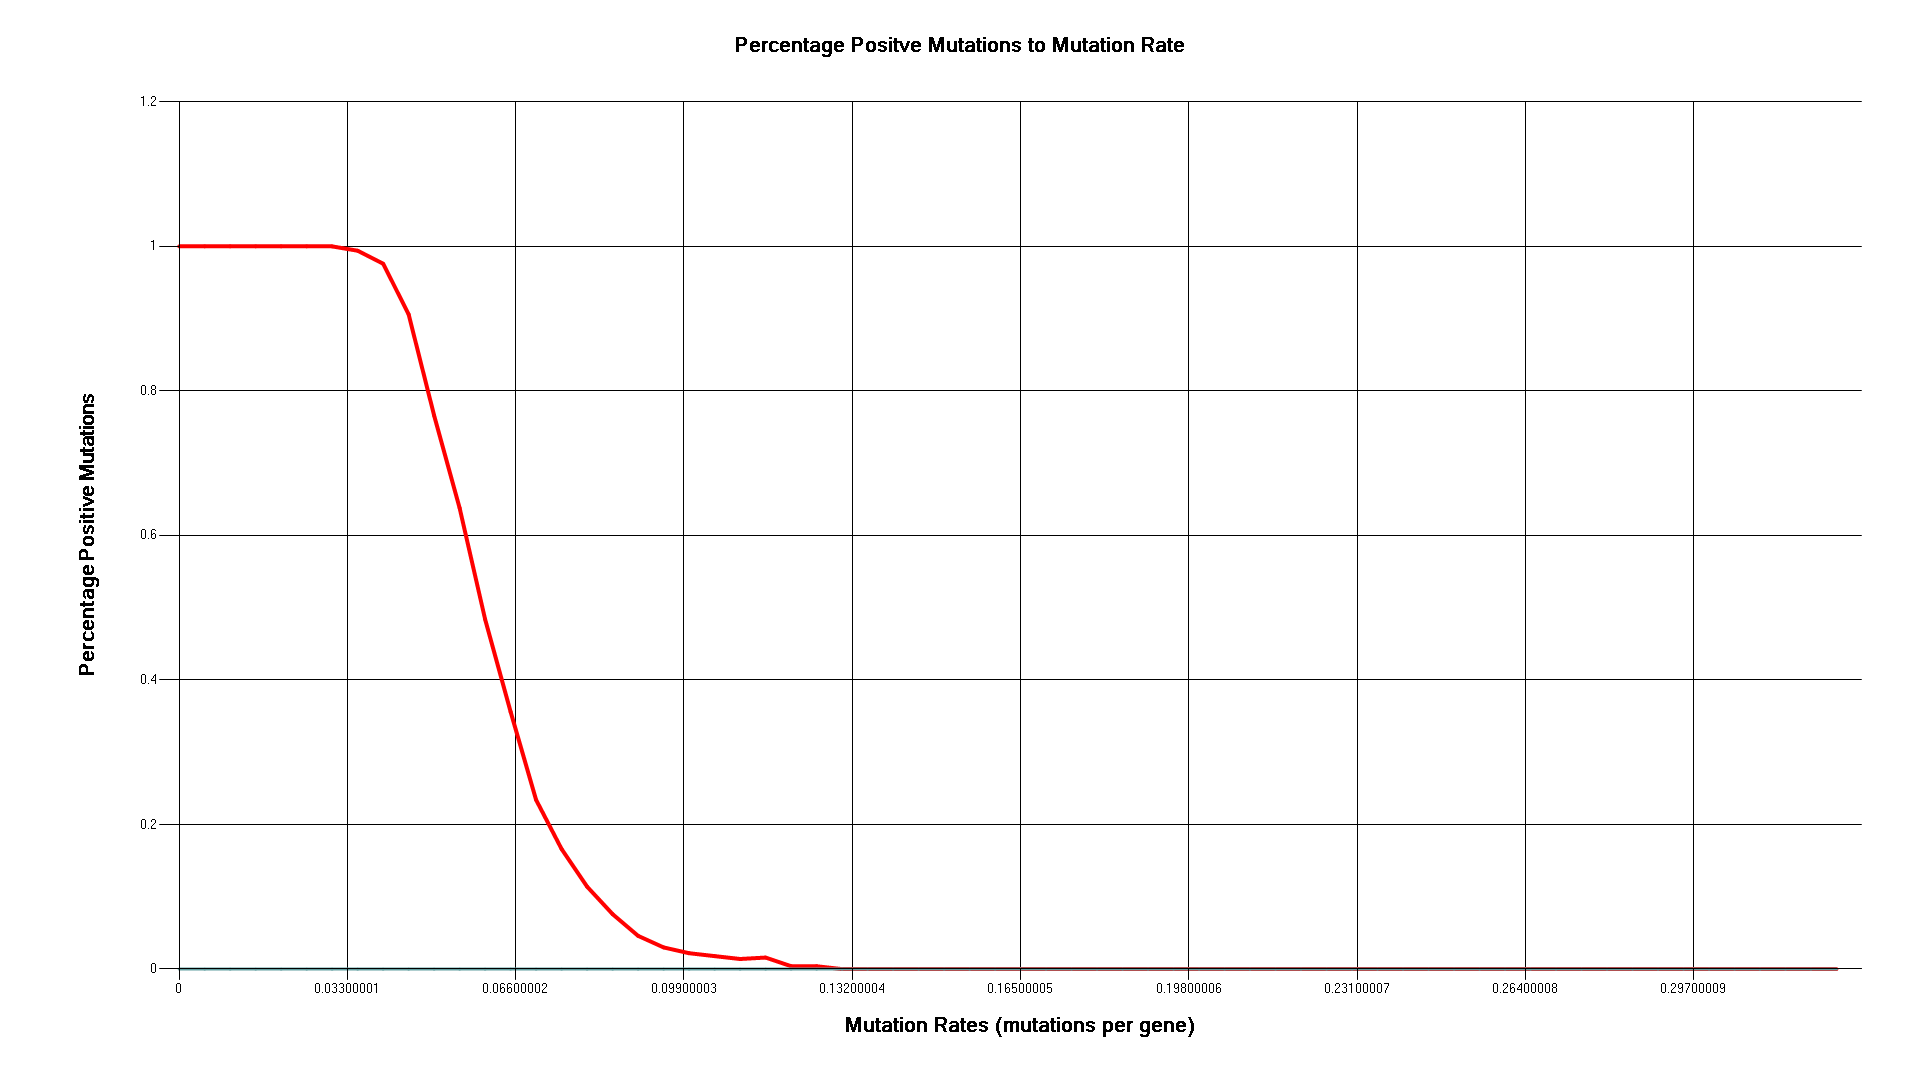 Percentage Positve Mutations to Mutation Rate
1.2
1
0.8
0.6
0.4
0.2
0
Percentage Positive Mutations
0 0.03300001 0.06600002 0.09900003 0.13200004 0.16500005 0.19800006 0.23100007 0.26400008 0.29700009
Mutation Rates (mutations per gene)